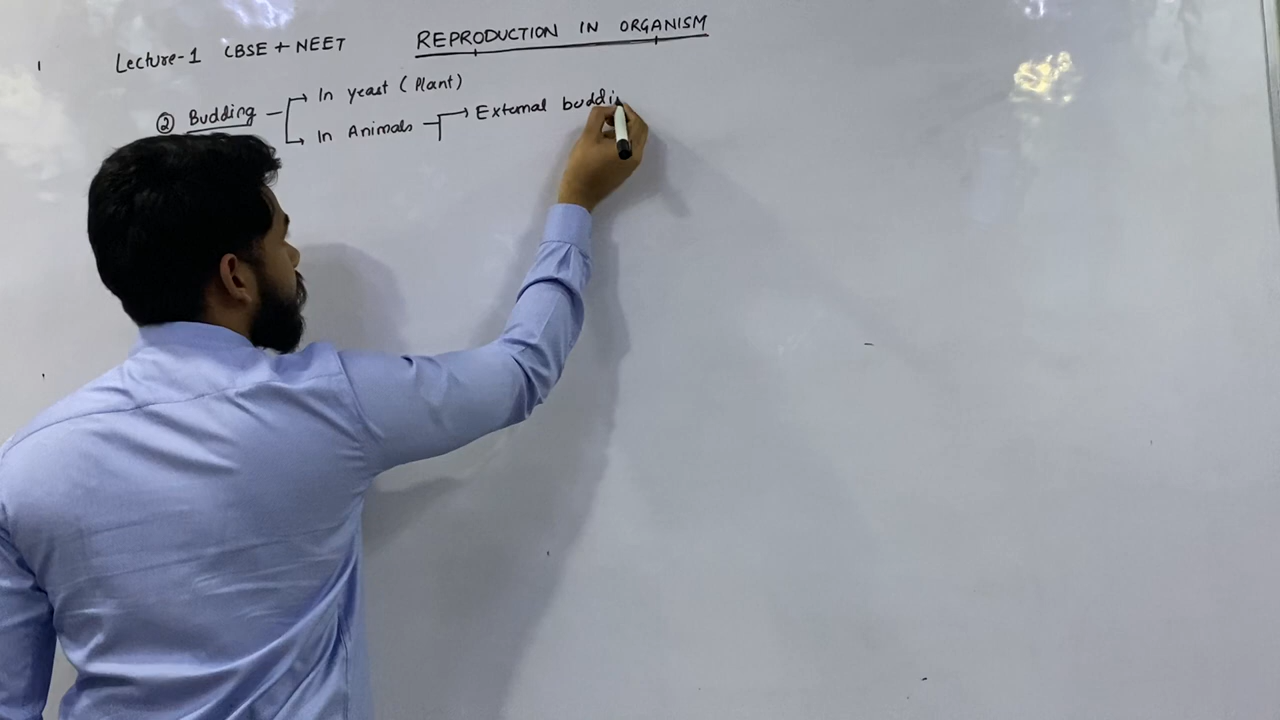 Lecture-1 CBSE + NEET REPRODUCTION IN ORGANISM
② Budding → In yeast (Plant)
→ In Animals → External buddi